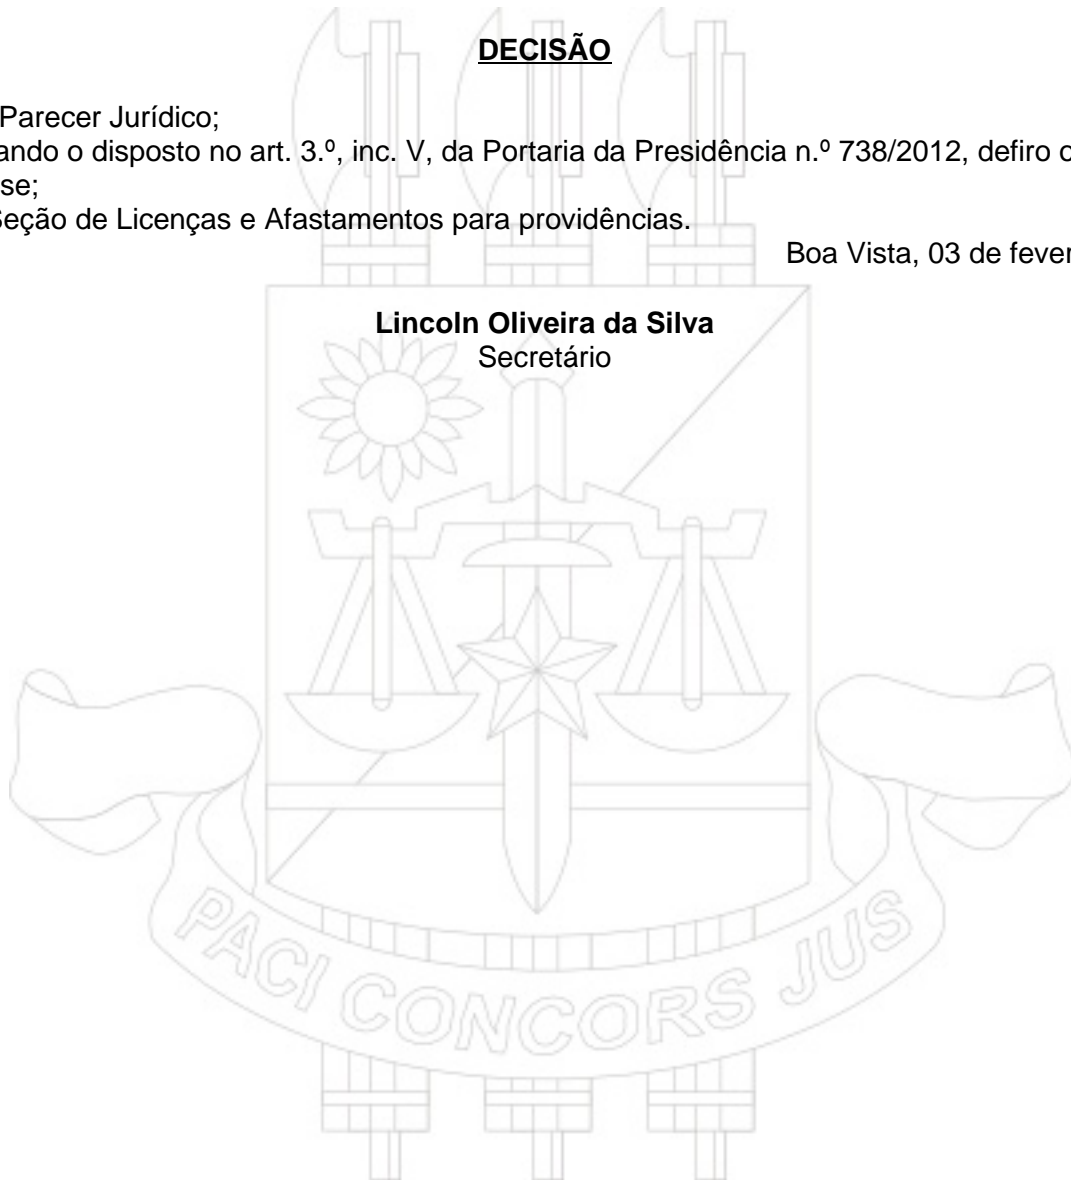 DECISÃO
Parecer Jurídico;
ando o disposto no art. 3.º, inc. V, da Portaria da Presidência n.º 738/2012, defiro o
se;
Seção de Licenças e Afastamentos para providências.
Boa Vista, 03 de fever
Lincoln Oliveira da Silva
Secretário
PACI CONCORS JUS